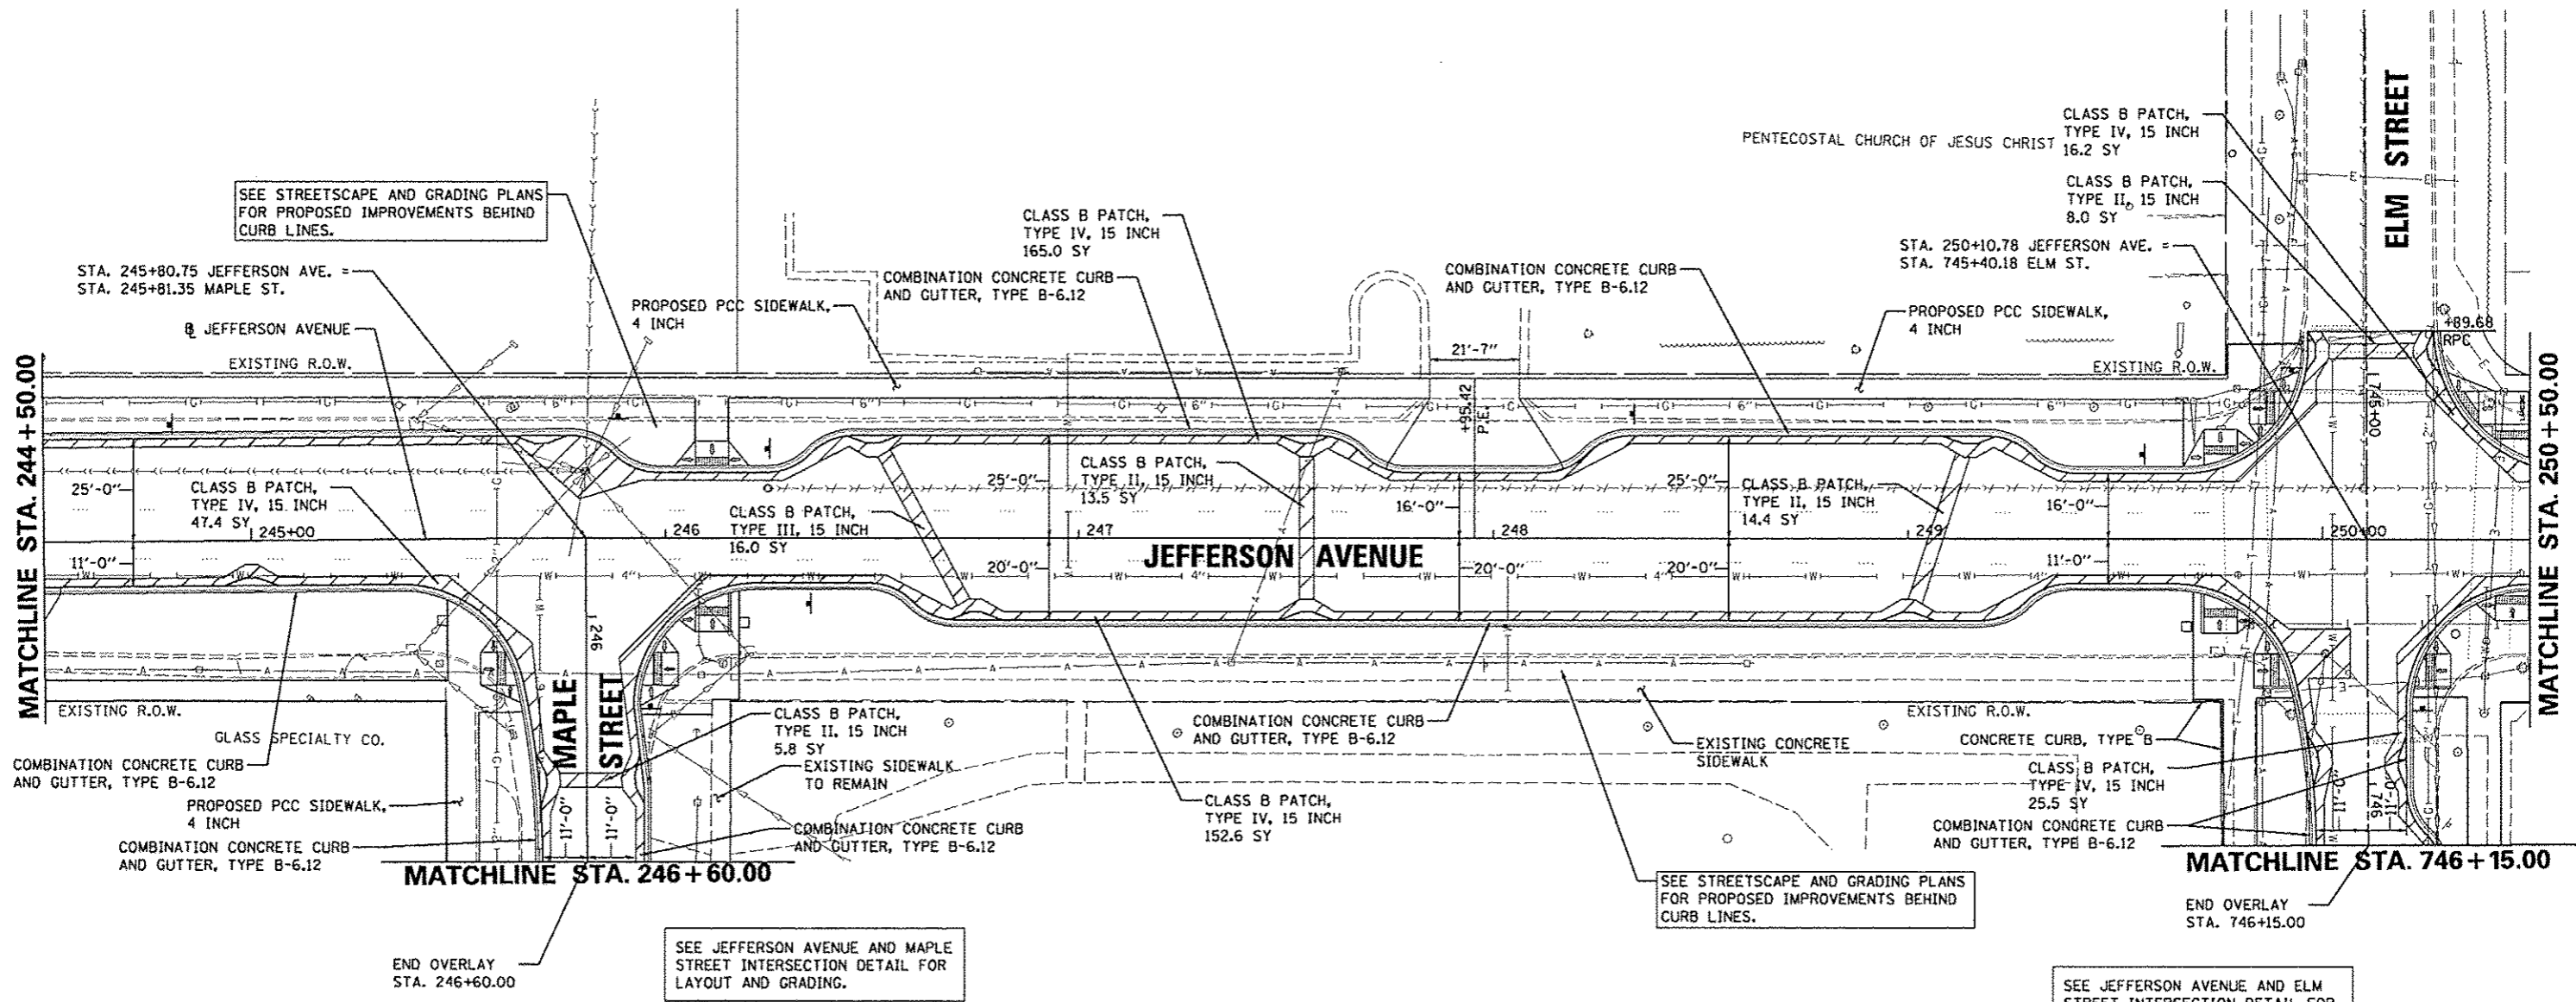 CLASS B PATCH,
TYPE IV, 15 INCH
16.2 SY
PENTECOSTAL CHURCH OF JESUS CHRIST
CLASS B PATCH,
TYPE II, 15 INCH
8.0 SY
ELM STREET
SEE STREETSCAPE AND GRADING PLANS
FOR PROPOSED IMPROVEMENTS BEHIND
CURB LINES.
CLASS B PATCH,
TYPE IV, 15 INCH
165.0 SY
STA. 250+10.78 JEFFERSON AVE. =
STA. 745+40.18 ELM ST.
STA. 245+80.75 JEFFERSON AVE. =
STA. 245+81.35 MAPLE ST.
COMBINATION CONCRETE CURB
AND GUTTER, TYPE B-6.12
COMBINATION CONCRETE CURB
AND GUTTER, TYPE B-6.12
PROPOSED PCC SIDEWALK,
4 INCH
PROPOSED PCC SIDEWALK,
4 INCH
JEFFERSON AVENUE
+89.68
RPC
EXISTING R.O.W.
21'-7"
EXISTING R.O.W.
MATCHLINE STA. 244+50.00
MATCHLINE STA. 250+50.00
+95.42
P.E.
745+00
25'-0"
CLASS B PATCH,
TYPE IV, 15 INCH
47.4 SY
25'-0"
CLASS B PATCH,
TYPE II, 15 INCH
13.5 SY
25'-0"
CLASS B PATCH,
TYPE II, 15 INCH
14.4 SY
16'-0"
16'-0"
CLASS B PATCH,
TYPE III, 15 INCH
16.0 SY
245+00
246
247
248
249
250+00
JEFFERSON AVENUE
11'-0"
20'-0"
20'-0"
20'-0"
11'-0"
246
MAPLE
STREET
EXISTING R.O.W.
GLASS SPECIALTY CO.
COMBINATION CONCRETE CURB
AND GUTTER, TYPE B-6.12
PROPOSED PCC SIDEWALK,
4 INCH
COMBINATION CONCRETE CURB
AND GUTTER, TYPE B-6.12
CLASS B PATCH,
TYPE II, 15 INCH
5.8 SY
EXISTING SIDEWALK
TO REMAIN
11'-0"
11'-0"
COMBINATION CONCRETE CURB
AND GUTTER, TYPE B-6.12
COMBINATION CONCRETE CURB
AND GUTTER, TYPE B-6.12
CLASS B PATCH,
TYPE IV, 15 INCH
152.6 SY
EXISTING CONCRETE
SIDEWALK
EXISTING R.O.W.
CONCRETE CURB, TYPE B
CLASS B PATCH,
TYPE IV, 15 INCH
25.5 SY
COMBINATION CONCRETE CURB
AND GUTTER, TYPE B-6.12
11'-0"
746
11'-0"
MATCHLINE STA. 246+60.00
MATCHLINE STA. 746+15.00
SEE STREETSCAPE AND GRADING PLANS
FOR PROPOSED IMPROVEMENTS BEHIND
CURB LINES.
END OVERLAY
STA. 746+15.00
END OVERLAY
STA. 246+60.00
SEE JEFFERSON AVENUE AND MAPLE
STREET INTERSECTION DETAIL FOR
LAYOUT AND GRADING.
SEE JEFFERSON AVENUE AND ELM
STREET INTERSECTION DETAIL FOR